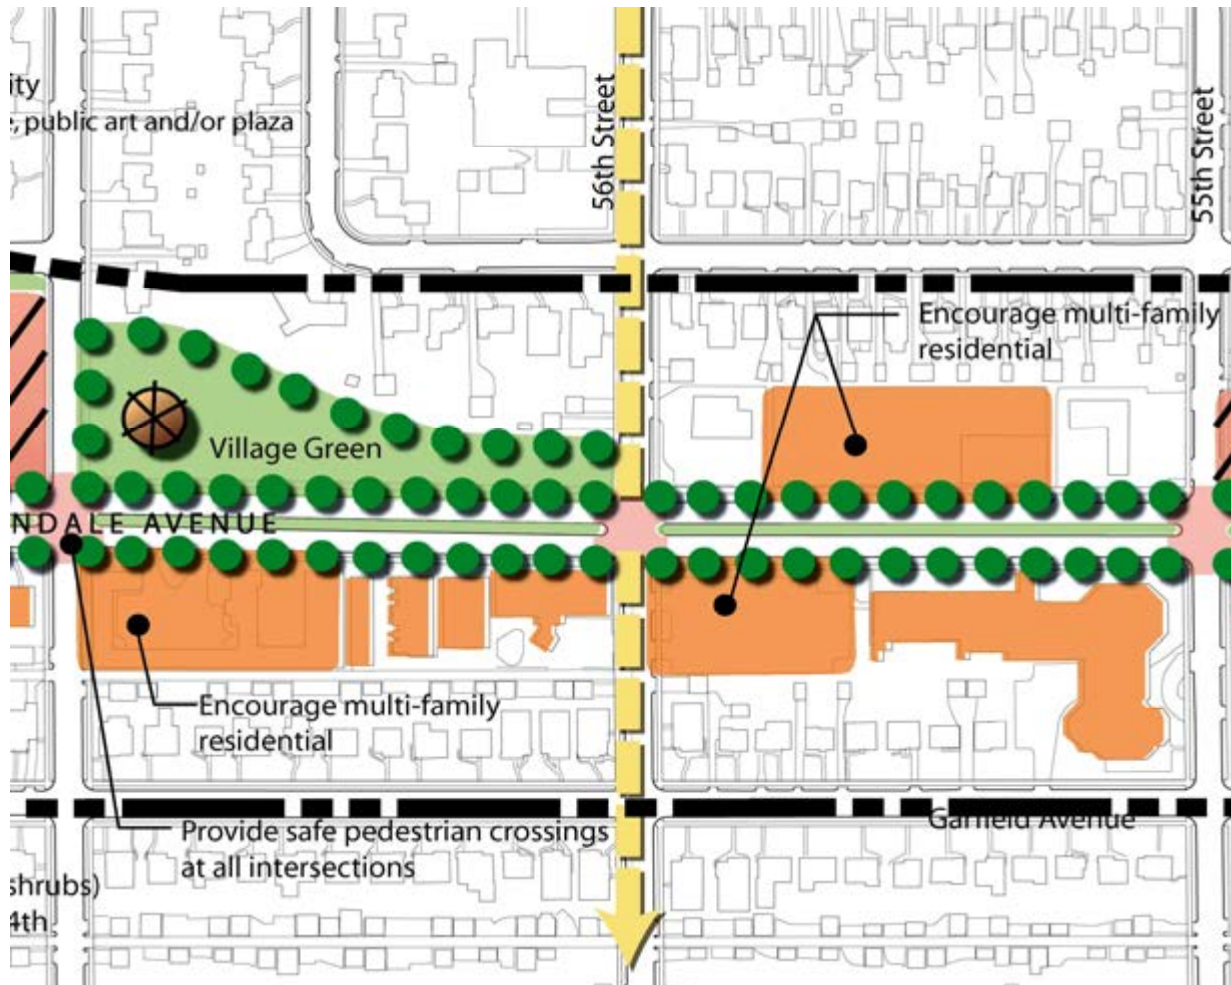 ity
, public art and/or plaza
56th Street
55th Street
Encourage multi-family
residential
Village Green
NDALE AVENUE
Encourage multi-family
residential
Provide safe pedestrian crossings
at all intersections
Garfield Avenue
shrubs)
4th